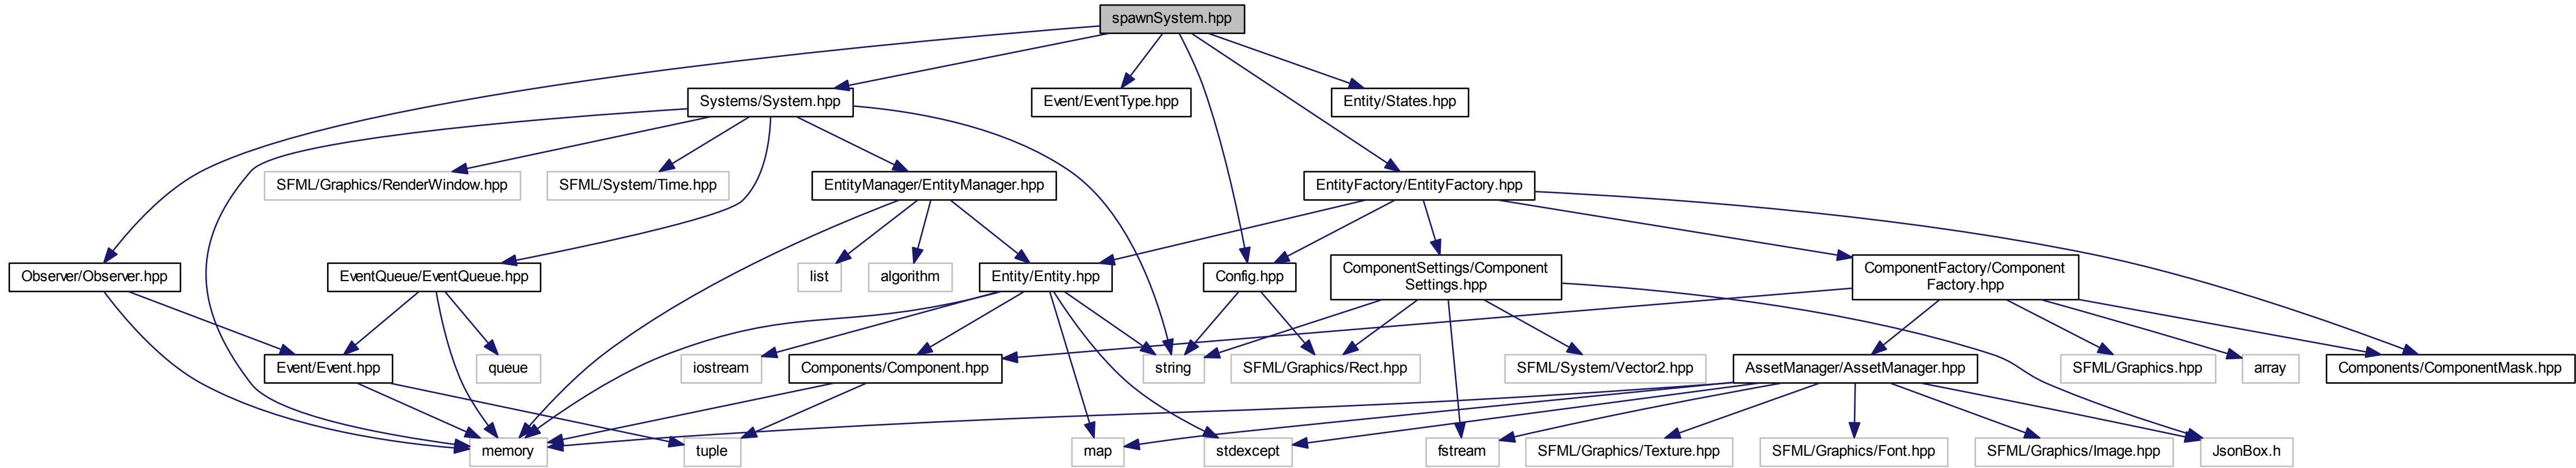 spawnSystem.hpp
Systems/System.hpp
Event/EventType.hpp
Entity/States.hpp
SFML/Graphics/RenderWindow.hpp
SFML/System/Time.hpp
EntityManager/EntityManager.hpp
EntityFactory/EntityFactory.hpp
Observer/Observer.hpp
EventQueue/EventQueue.hpp
list
algorithm
Entity/Entity.hpp
Config.hpp
ComponentSettings/Component
Settings.hpp
ComponentFactory/Component
Factory.hpp
Event/Event.hpp
queue
iostream
Components/Component.hpp
string
SFML/Graphics/Rect.hpp
SFML/System/Vector2.hpp
AssetManager/AssetManager.hpp
SFML/Graphics.hpp
array
Components/ComponentMask.hpp
memory
tuple
map
stdexcept
fstream
SFML/Graphics/Texture.hpp
SFML/Graphics/Font.hpp
SFML/Graphics/Image.hpp
JsonBox.h